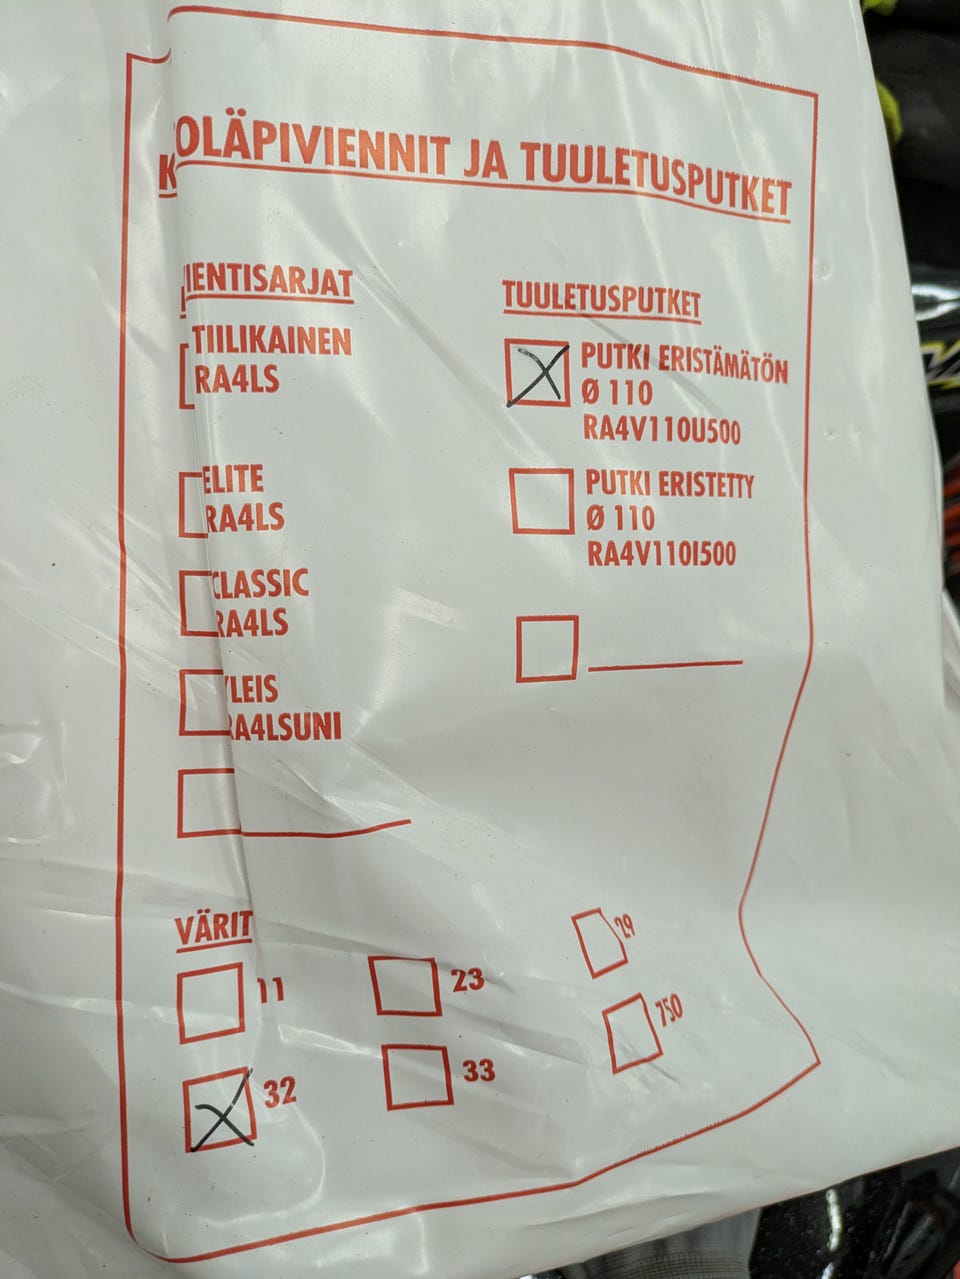 KOLÄPIVIENNIT JA TUULETUSPUTKET
IENTISARJAT
TIILIKAINEN
RA4LS
ELITE
RA4LS
CLASSIC
RA4LS
YLEIS
RA4LSUNI
TUULETUSPUTKET
PUTKI ERISTÄMÄTÖN
Ø 110
RA4V110U500
PUTKI ERISTETTY
Ø 110
RA4V110I500
VÄRIT
11
23
29
32
33
750